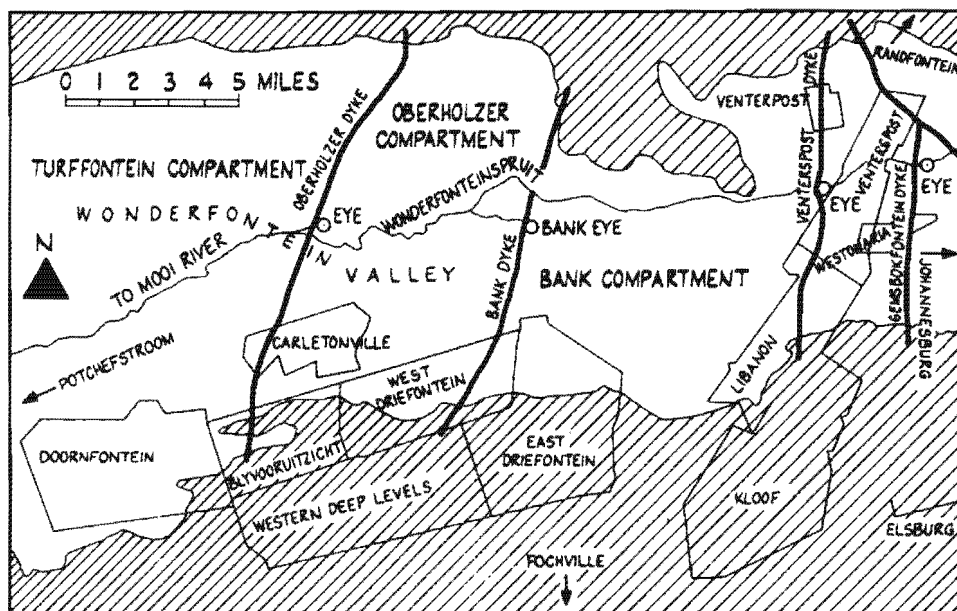 0 1 2 3 4 5 MILES
TURFFONTEIN COMPARTMENT
OBERHOLZER DYKE
OBERHOLZER
COMPARTMENT
WONDERFONTEIN
VALLEY
N
TO MOOI RIVER
POTCHEFSTROOM
EYE
WONDERFONTEINSPRUIT
BANK EYE
BANK DYKE
BANK COMPARTMENT
VENTERPOST
VENTERSPOST DYKE
EYE
VENTERSPOST
RANDFONTEIN
EYE
WESTONARIA
GEMSBOKFONTEIN DYKE
JOHANNESBURG
LIBANON
CARLETONVILLE
WEST
DRIEFONTEIN
DOORNFONTEIN
BLYVOORUITZICHT
WESTERN DEEP LEVELS
EAST
DRIEFONTEIN
KLOOF
ELSBURG
FOCHVILLE